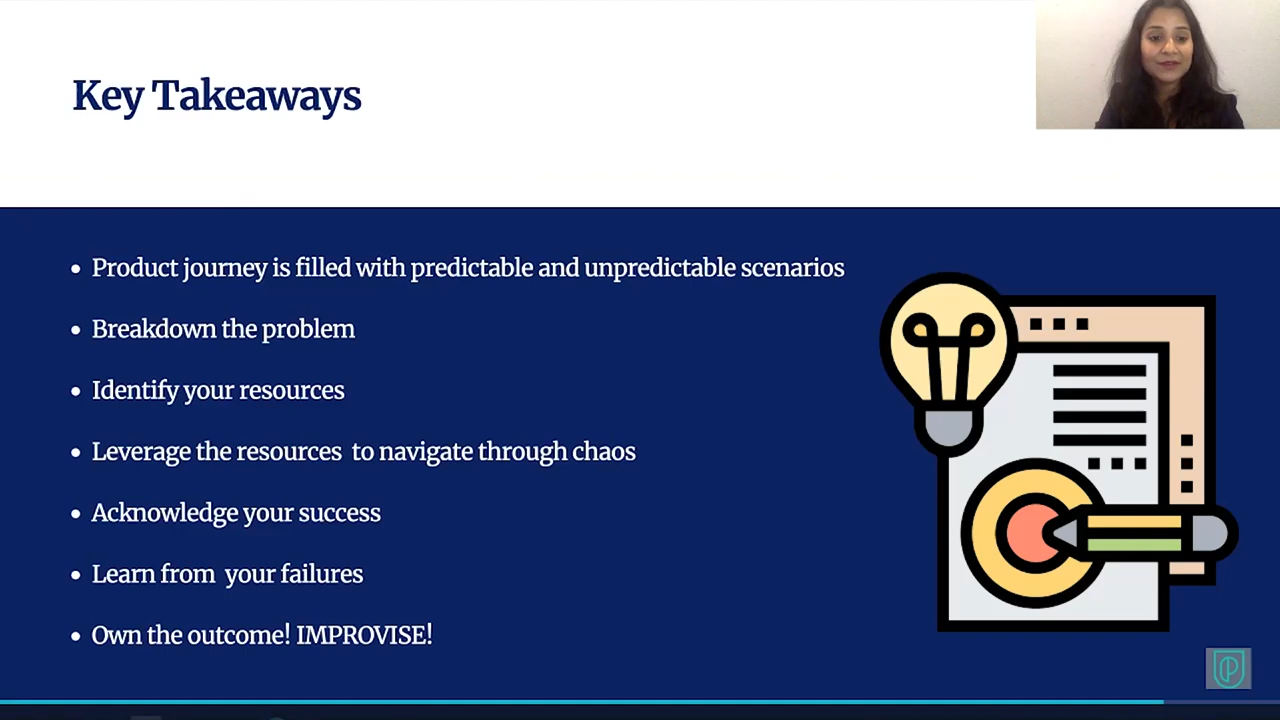 Key Takeaways
• Product journey is filled with predictable and unpredictable scenarios
• Breakdown the problem
• Identify your resources
• Leverage the resources  to navigate through chaos
• Acknowledge your success
• Learn from  your failures
• Own the outcome! IMPROVISE!